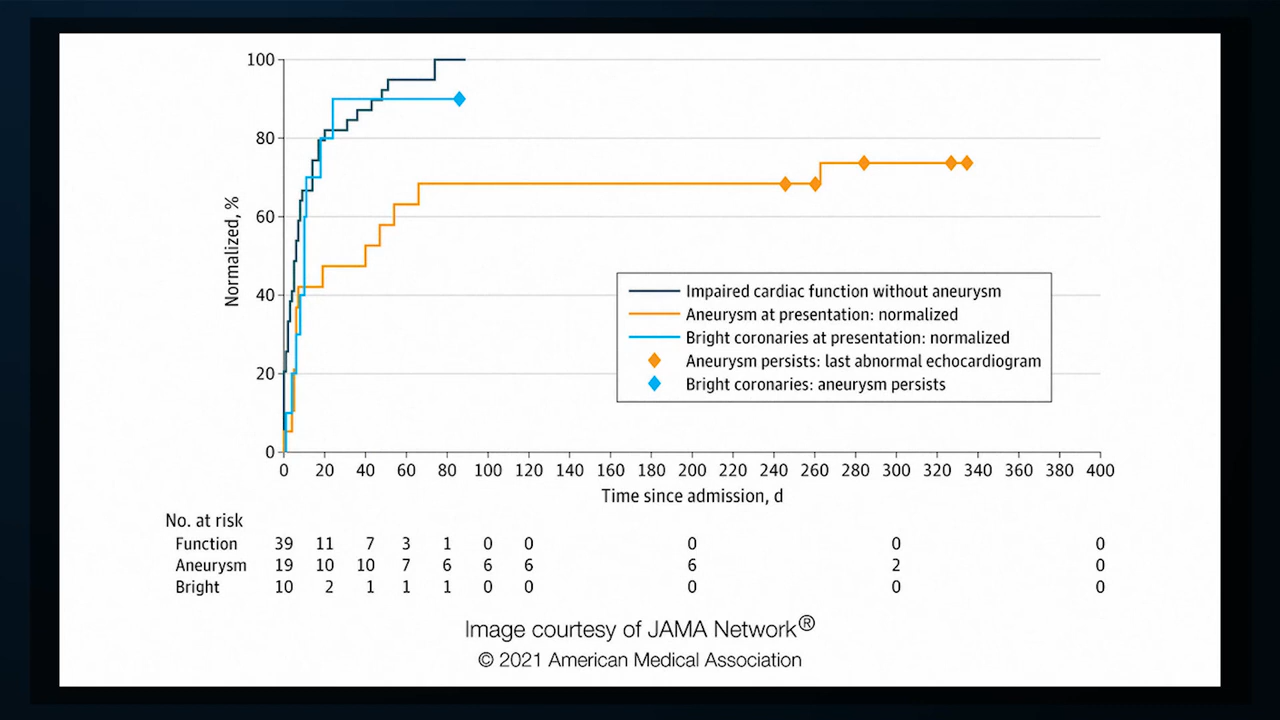 100
80
60
40
20
0
Normalized, %
Impaired cardiac function without aneurysm
Aneurysm at presentation: normalized
Bright coronaries at presentation: normalized
Aneurysm persists: last abnormal echocardiogram
Bright coronaries: aneurysm persists
0 20 40 60 80 100 120 140 160 180 200 220 240 260 280 300 320 340 360 380 400
Time since admission, d
No. at risk
Function 39 11 7 3 1 0 0 0 0 0
Aneurysm 19 10 10 7 6 6 6 6 2 0
Bright 10 2 1 1 1 0 0 0 0 0
Image courtesy of JAMA Network®
© 2021 American Medical Association